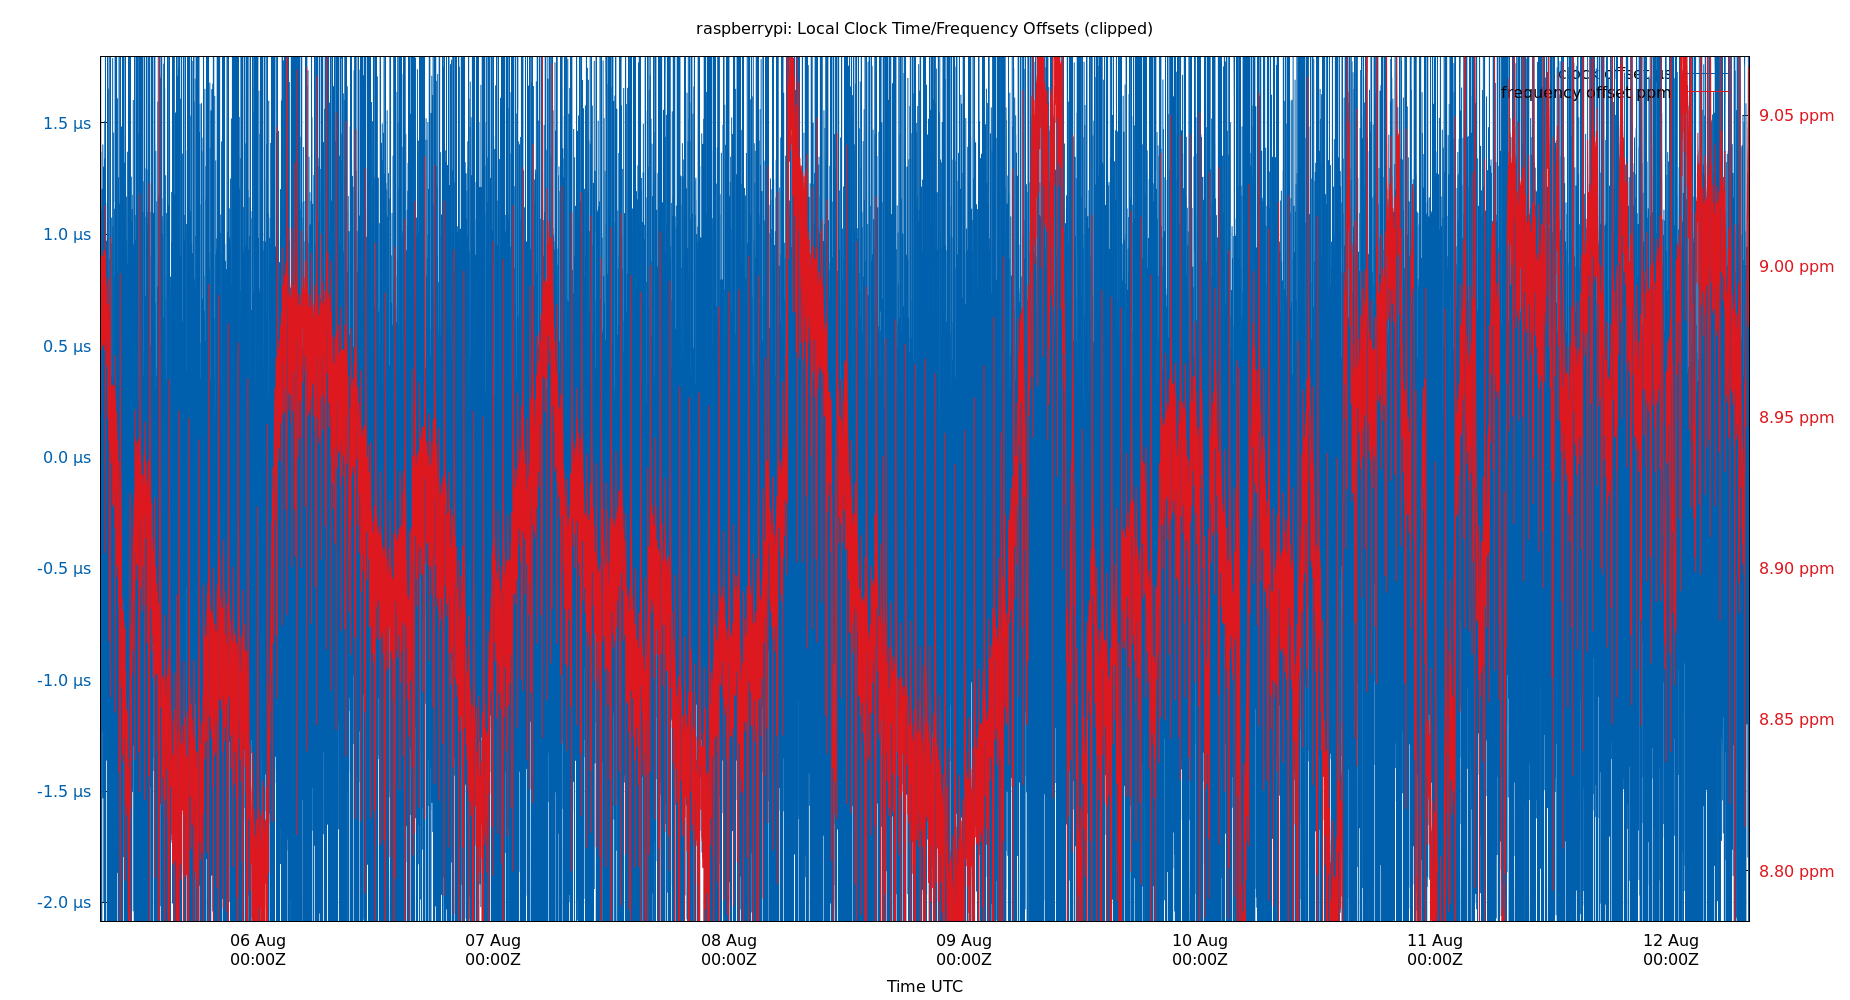 raspberrypi: Local Clock Time/Frequency Offsets (clipped)
clock offset µs
frequency offset ppm
1.5 µs
1.0 µs
0.5 µs
0.0 µs
-0.5 µs
-1.0 µs
-1.5 µs
-2.0 µs
9.05 ppm
9.00 ppm
8.95 ppm
8.90 ppm
8.85 ppm
8.80 ppm
06 Aug
00:00Z
07 Aug
00:00Z
08 Aug
00:00Z
09 Aug
00:00Z
10 Aug
00:00Z
11 Aug
00:00Z
12 Aug
00:00Z
Time UTC